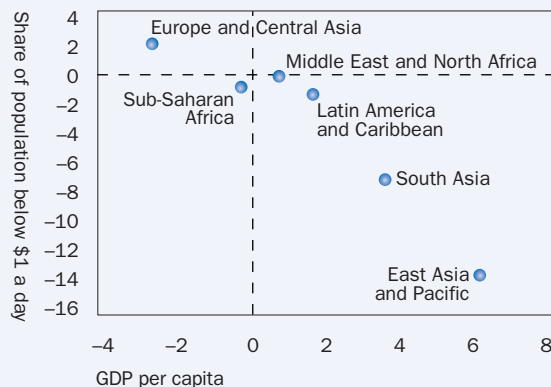 Share of population below $1 a day
4
2
0
–2
–4
–6
–8
–10
–12
–14
–16
Europe and Central Asia
Middle East and North Africa
Sub-Saharan
Africa
Latin America
and Caribbean
South Asia
East Asia
and Pacific
–4 –2 0 2 4 6 8
GDP per capita